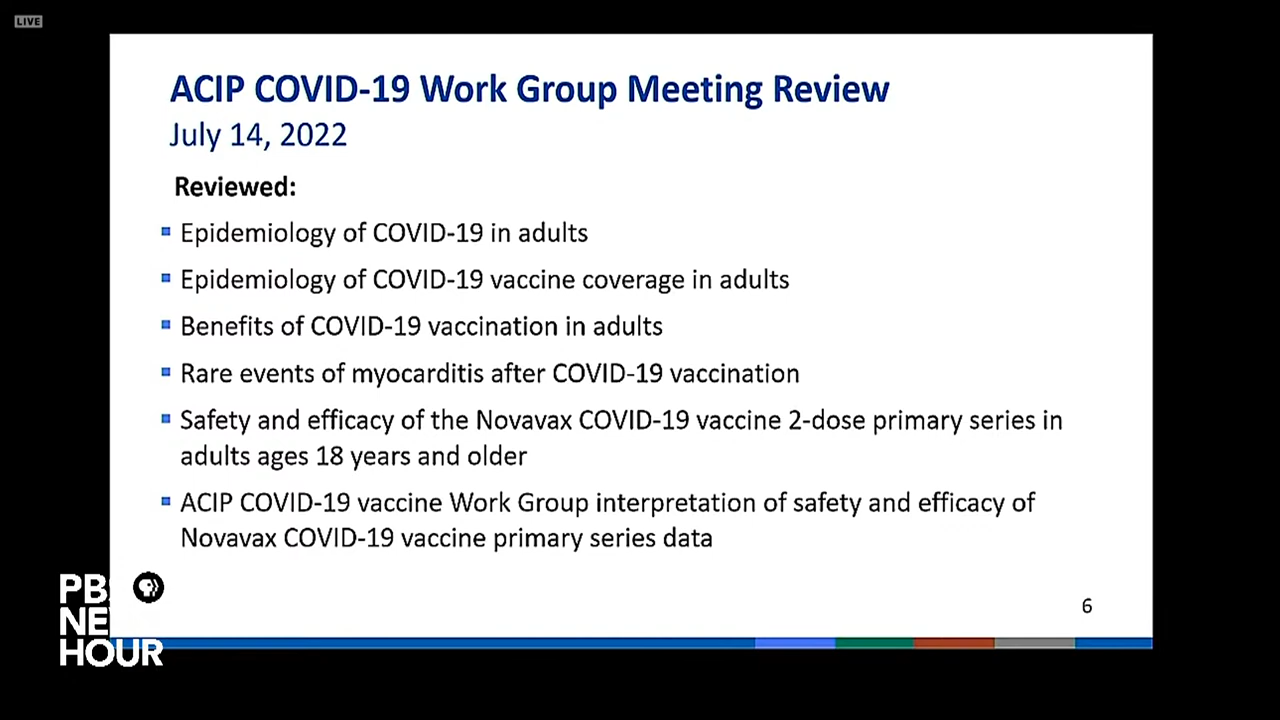 LIVE
ACIP COVID-19 Work Group Meeting Review
July 14, 2022
Reviewed:
Epidemiology of COVID-19 in adults
Epidemiology of COVID-19 vaccine coverage in adults
Benefits of COVID-19 vaccination in adults
Rare events of myocarditis after COVID-19 vaccination
Safety and efficacy of the Novavax COVID-19 vaccine 2-dose primary series in
adults ages 18 years and older
ACIP COVID-19 vaccine Work Group interpretation of safety and efficacy of
Novavax COVID-19 vaccine primary series data
6
PB
NE
HOUR